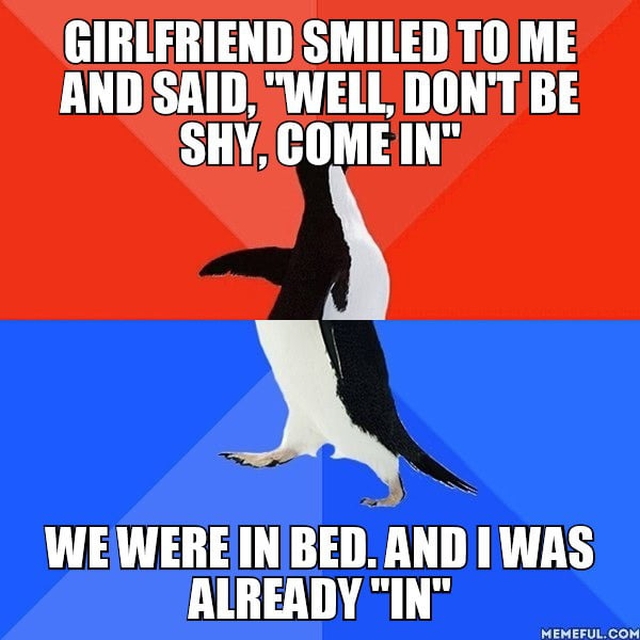 GIRLFRIEND SMILED TO ME
AND SAID, "WELL, DON'T BE
SHY, COME IN"
WE WERE IN BED. AND I WAS
ALREADY "IN"
MEMEFUL.COM